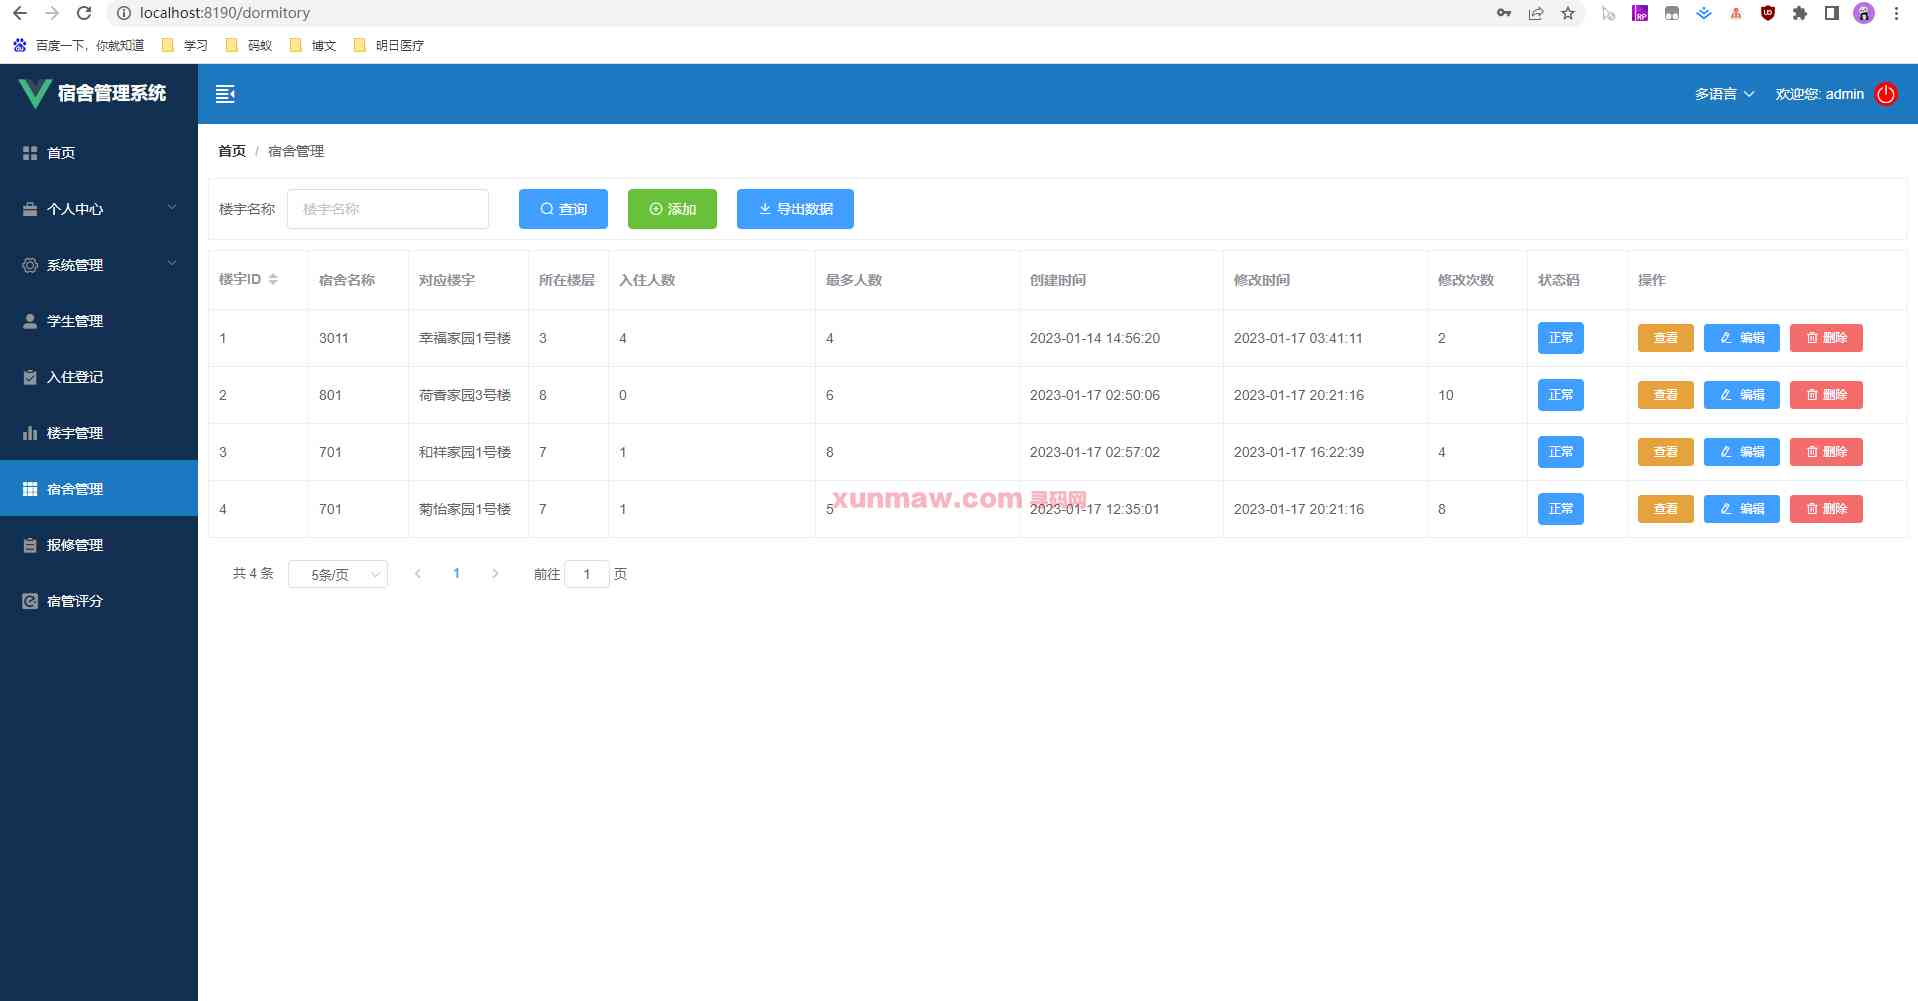 localhost:8190/dormitory
百度一下，你就知道 学习 码蚁 博文 明日医疗
宿舍管理系统 多语言 欢迎您: admin
首页
个人中心
系统管理
学生管理
入住登记
楼宇管理
宿舍管理
报修管理
宿管评分
首页 / 宿舍管理
楼宇名称 楼宇名称 查询 添加 导出数据
楼宇ID 宿舍名称 对应楼宇 所在楼层 入住人数 最多人数 创建时间 修改时间 修改次数 状态码 操作
1 3011 幸福家园1号楼 3 4 4 2023-01-14 14:56:20 2023-01-17 03:41:11 2 正常 查看 编辑 删除
2 801 荷香家园3号楼 8 0 6 2023-01-17 02:50:06 2023-01-17 20:21:16 10 正常 查看 编辑 删除
3 701 和祥家园1号楼 7 1 8 2023-01-17 02:57:02 2023-01-17 16:22:39 4 正常 查看 编辑 删除
xunmaw.com 寻码网
4 701 菊怡家园1号楼 7 1 5 2023-01-17 12:35:01 2023-01-17 20:21:16 8 正常 查看 编辑 删除
共 4 条 5条/页 1 前往 1 页